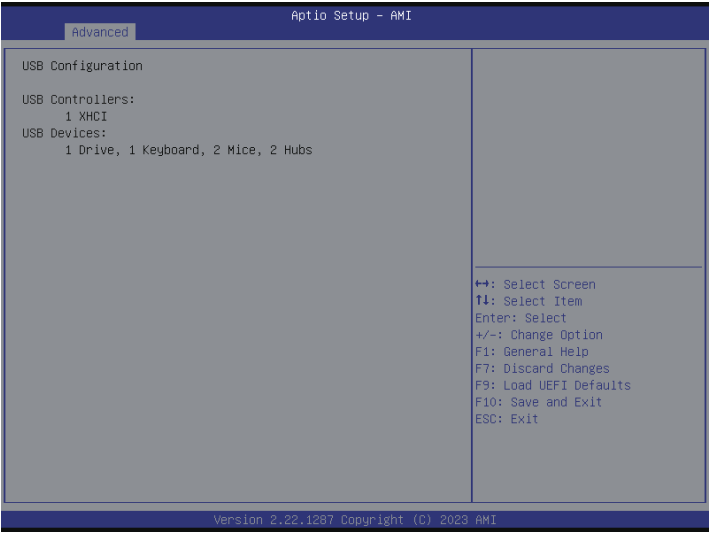 Aptio Setup – AMI
Advanced
USB Configuration
USB Controllers:
1 XHCI
USB Devices:
1 Drive, 1 Keyboard, 2 Mice, 2 Hubs
↔: Select Screen
↑↓: Select Item
Enter: Select
+/-: Change Option
F1: General Help
F7: Discard Changes
F9: Load UEFI Defaults
F10: Save and Exit
ESC: Exit
Version 2.22.1287 Copyright (C) 2023 AMI